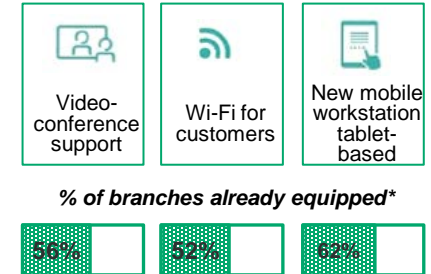 Video-
conference
support
Wi-Fi for
customers
New mobile
workstation
tablet-
based
% of branches already equipped*
56%
52%
62%